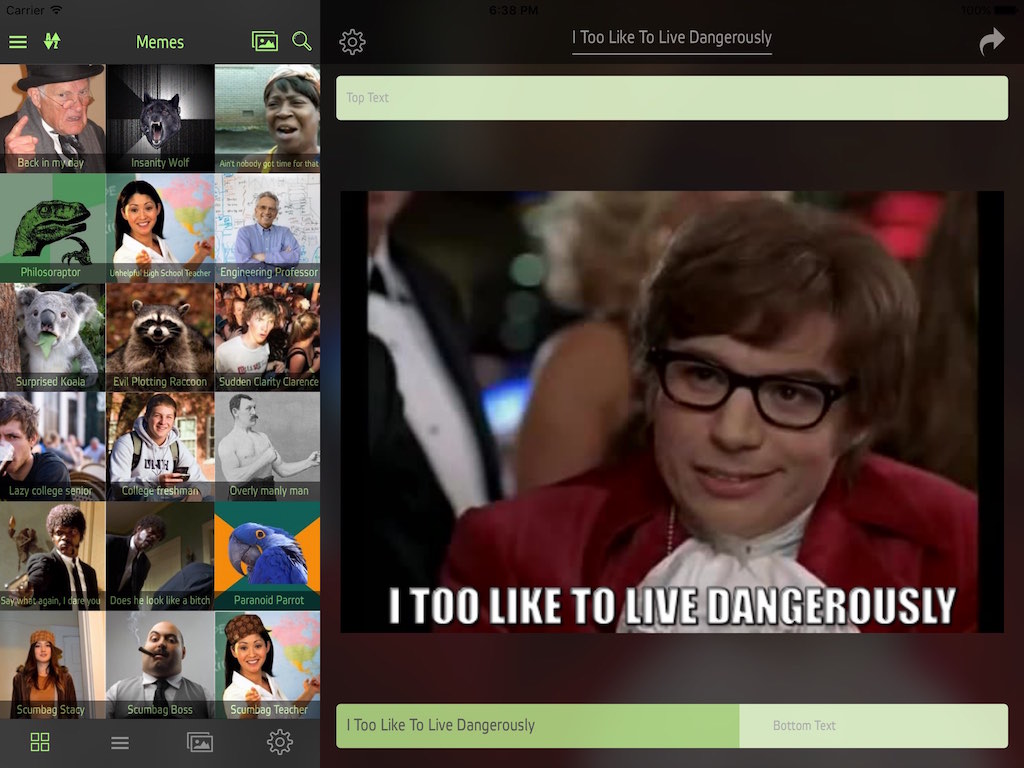 Carrier
6:38 PM
100%
Memes
I Too Like To Live Dangerously
Top Text
Back in my day
Insanity Wolf
Ain't nobody got time for that
Philosoraptor
Unhelpful High School Teacher
Engineering Professor
Surprised Koala
Evil Plotting Raccoon
Sudden Clarity Clarence
Lazy college senior
College freshman
Overly manly man
Say what again, I dare you
Does he look like a bitch
Paranoid Parrot
Scumbag Stacy
Scumbag Boss
Scumbag Teacher
I TOO LIKE TO LIVE DANGEROUSLY
I Too Like To Live Dangerously
Bottom Text